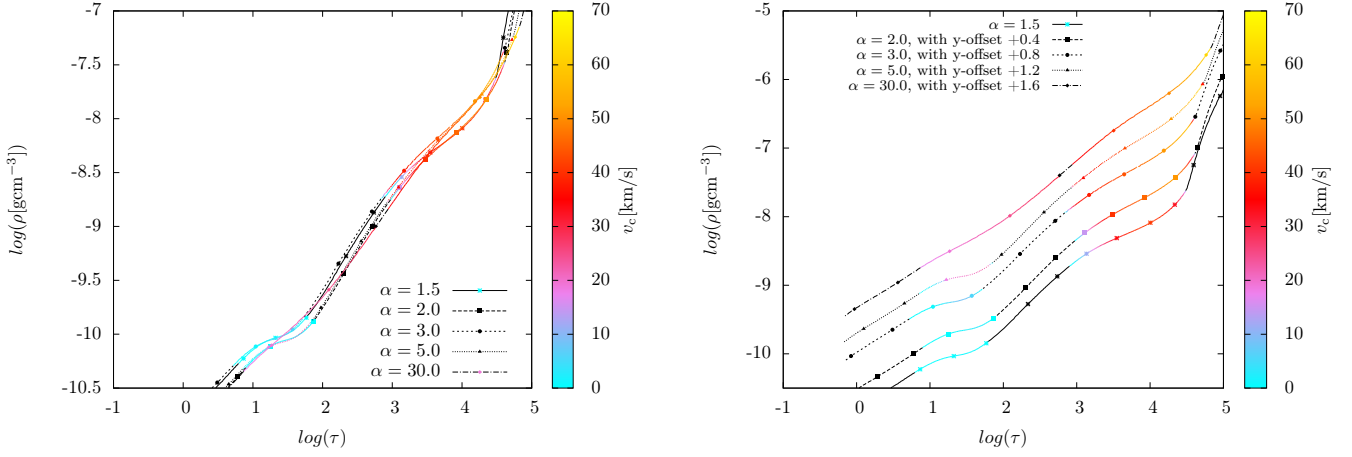 -7
-7.5
-8
-8.5
-9
-9.5
-10
-10.5
log(ρ[gcm⁻³])
-1 0 1 2 3 4 5
log(τ)
α = 1.5
α = 2.0
α = 3.0
α = 5.0
α = 30.0
70
60
50
40
30
20
10
0
v_c[km/s]
-5
-6
-7
-8
-9
-10
log(ρ[gcm⁻³])
-1 0 1 2 3 4 5
log(τ)
α = 1.5
α = 2.0, with y-offset +0.4
α = 3.0, with y-offset +0.8
α = 5.0, with y-offset +1.2
α = 30.0, with y-offset +1.6
70
60
50
40
30
20
10
0
v_c[km/s]